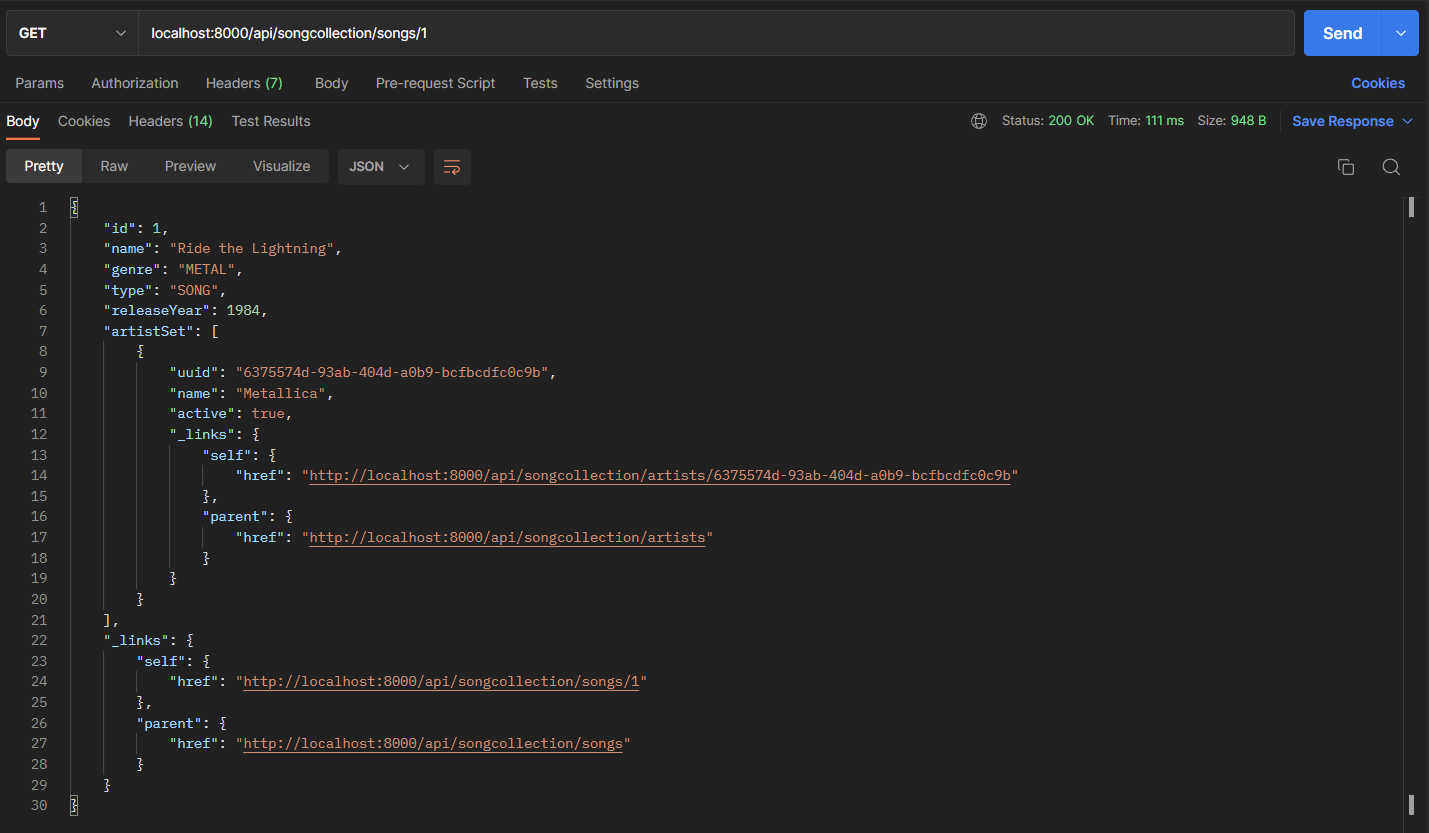 GET localhost:8000/api/songcollection/songs/1 Send
Params Authorization Headers (7) Body Pre-request Script Tests Settings Cookies
Body Cookies Headers (14) Test Results Status: 200 OK Time: 111 ms Size: 948 B Save Response
Pretty Raw Preview Visualize JSON
1 {
2 "id": 1,
3 "name": "Ride the Lightning",
4 "genre": "METAL",
5 "type": "SONG",
6 "releaseYear": 1984,
7 "artistSet": [
8 {
9 "uuid": "6375574d-93ab-404d-a0b9-bcfbcdfc0c9b",
10 "name": "Metallica",
11 "active": true,
12 "_links": {
13 "self": {
14 "href": "http://localhost:8000/api/songcollection/artists/6375574d-93ab-404d-a0b9-bcfbcdfc0c9b"
15 },
16 "parent": {
17 "href": "http://localhost:8000/api/songcollection/artists"
18 }
19 }
20 }
21 ],
22 "_links": {
23 "self": {
24 "href": "http://localhost:8000/api/songcollection/songs/1"
25 },
26 "parent": {
27 "href": "http://localhost:8000/api/songcollection/songs"
28 }
29 }
30 }